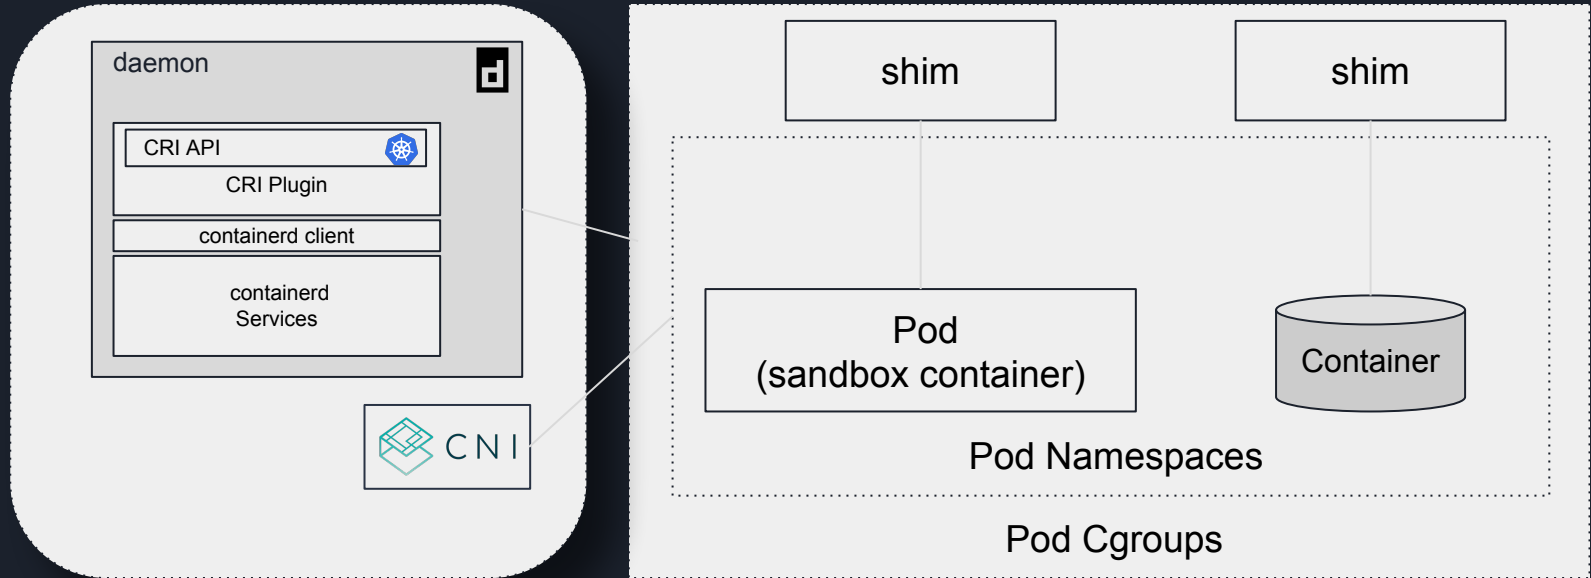 daemon
d
CRI API
CRI Plugin
containerd client
containerd
Services
CNI
shim
shim
Pod
(sandbox container)
Container
Pod Namespaces
Pod Cgroups